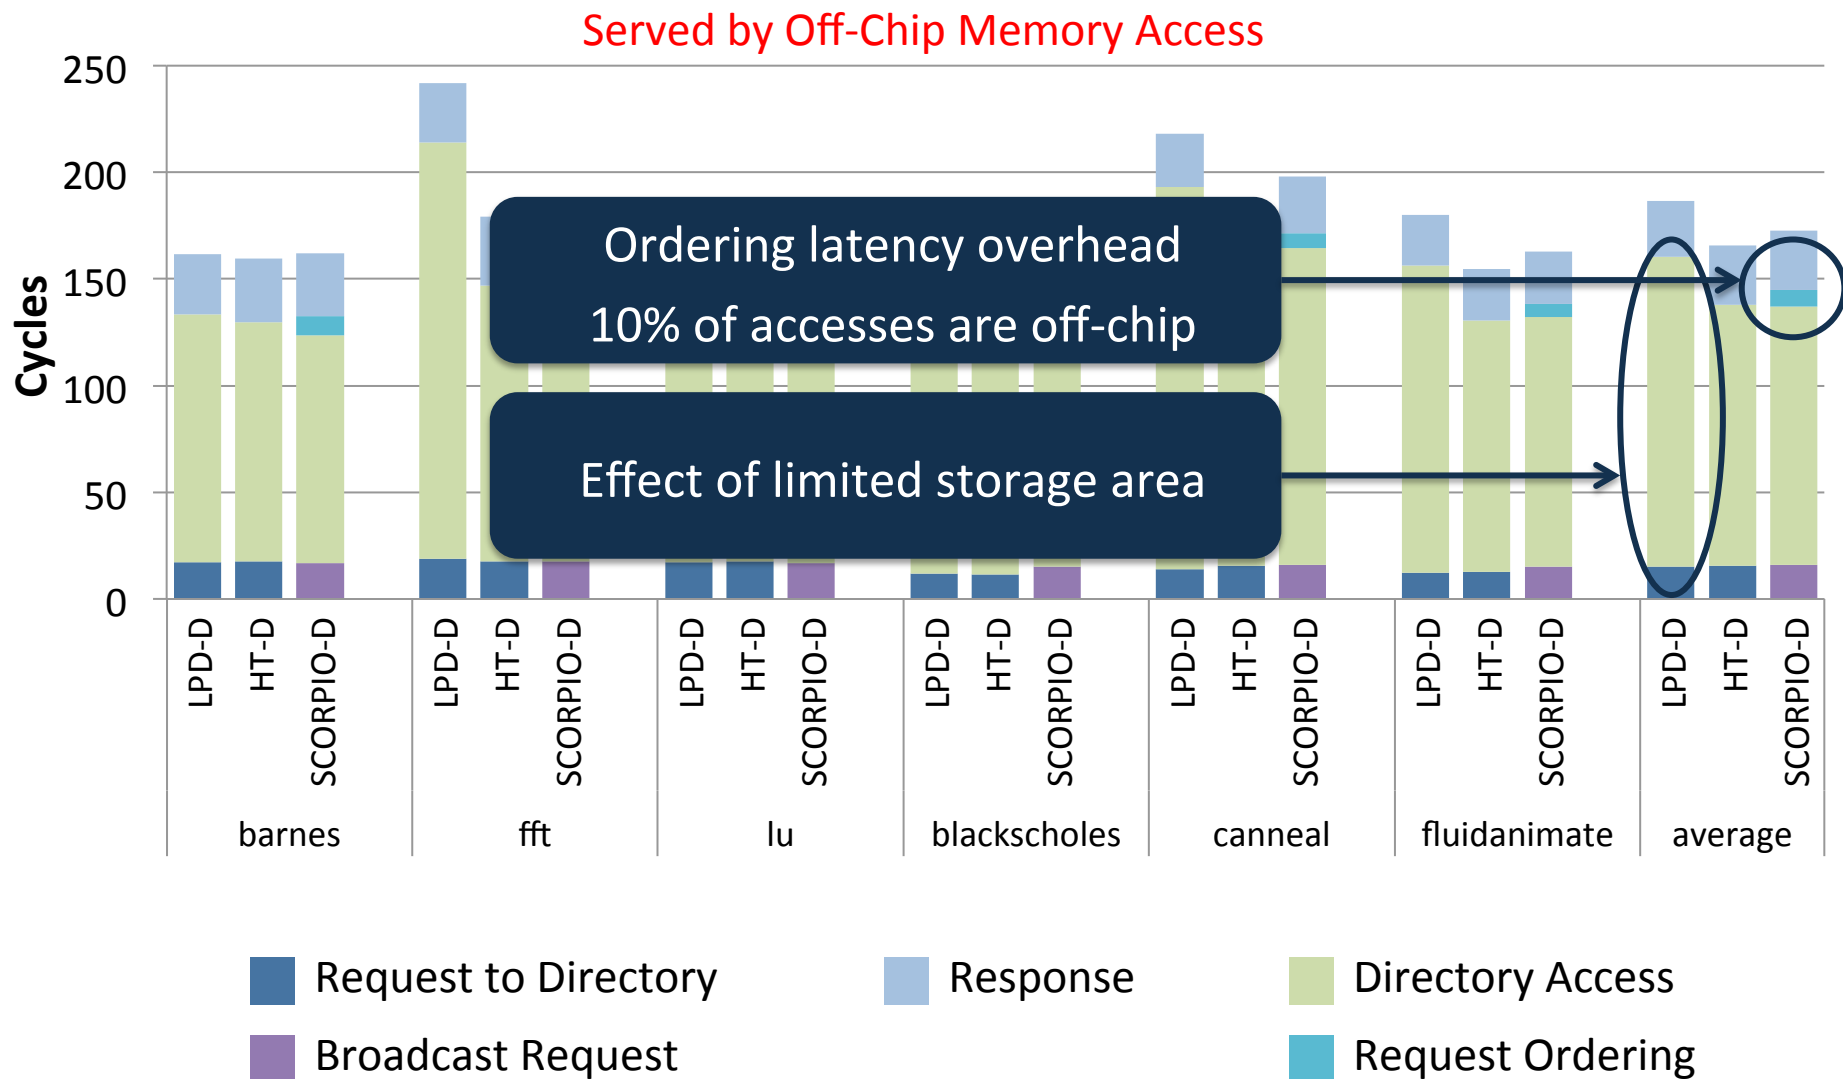 Served by Off-Chip Memory Access
250
200
150
100
50
0
Cycles
Ordering latency overhead
10% of accesses are off-chip
Effect of limited storage area
LPD-D
HT-D
SCORPIO-D
LPD-D
HT-D
SCORPIO-D
LPD-D
HT-D
SCORPIO-D
LPD-D
HT-D
SCORPIO-D
LPD-D
HT-D
SCORPIO-D
LPD-D
HT-D
SCORPIO-D
LPD-D
HT-D
SCORPIO-D
barnes
fft
lu
blackscholes
canneal
fluidanimate
average
Request to Directory
Response
Directory Access
Broadcast Request
Request Ordering